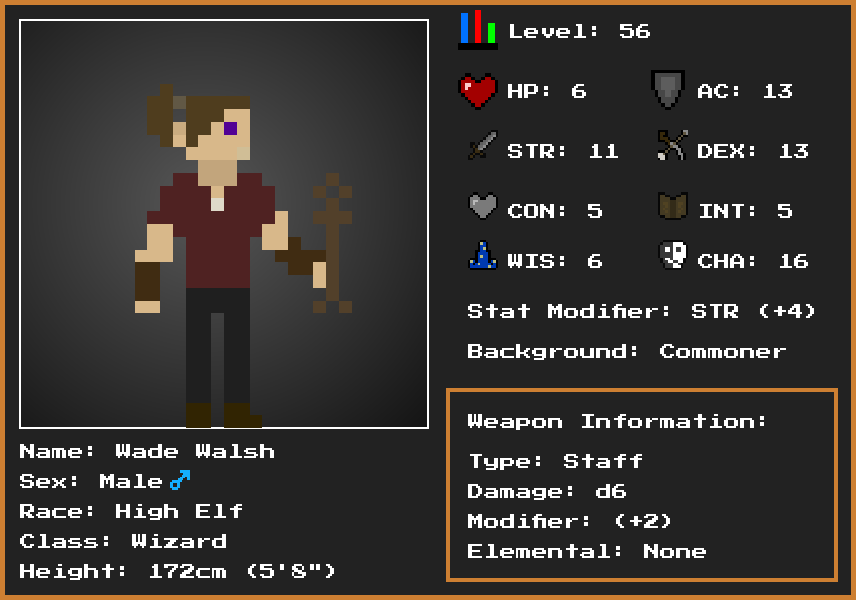 Level: 56
HP: 6
AC: 13
STR: 11
DEX: 13
CON: 5
INT: 5
WIS: 6
CHA: 16
Stat Modifier: STR (+4)
Background: Commoner
Weapon Information:
Type: Staff
Damage: d6
Modifier: (+2)
Elemental: None
Name: Wade Walsh
Sex: Male♂
Race: High Elf
Class: Wizard
Height: 172cm (5'8")